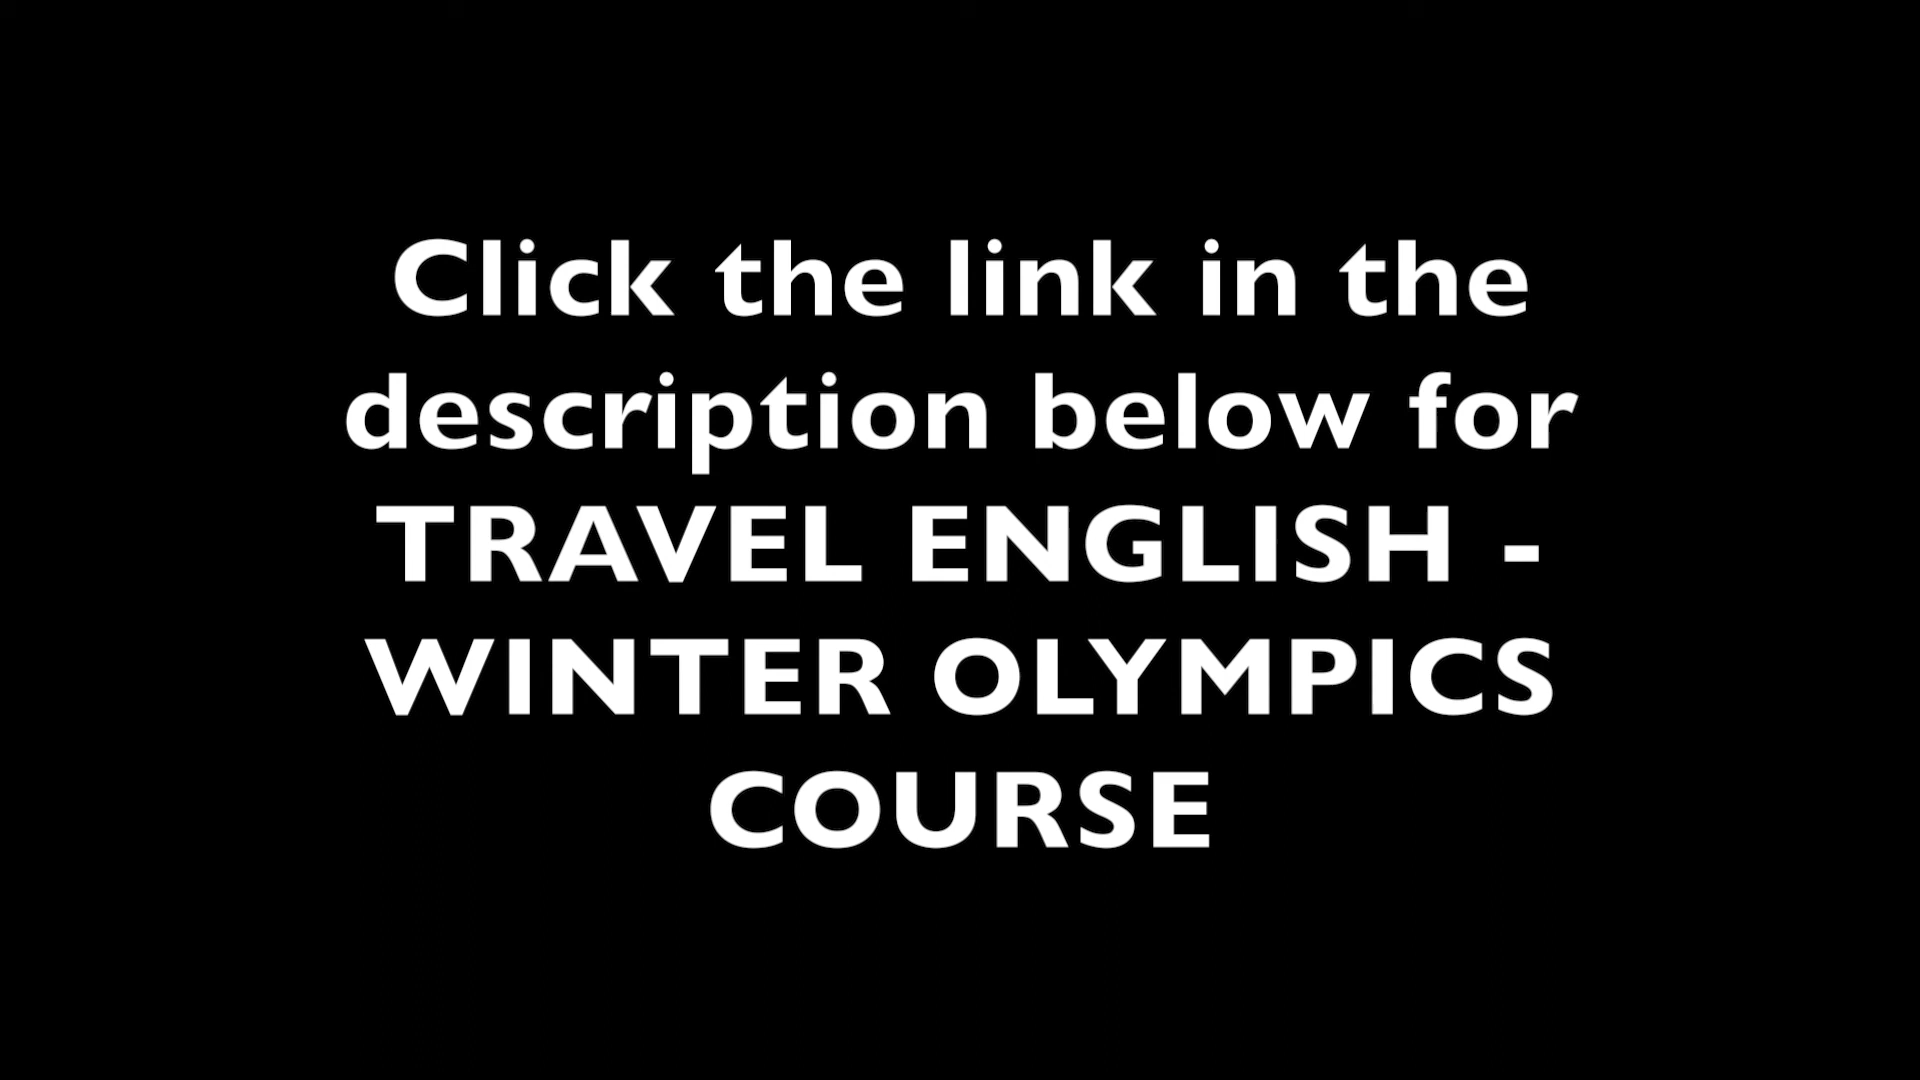 Click the link in the
description below for
TRAVEL ENGLISH -
WINTER OLYMPICS
COURSE